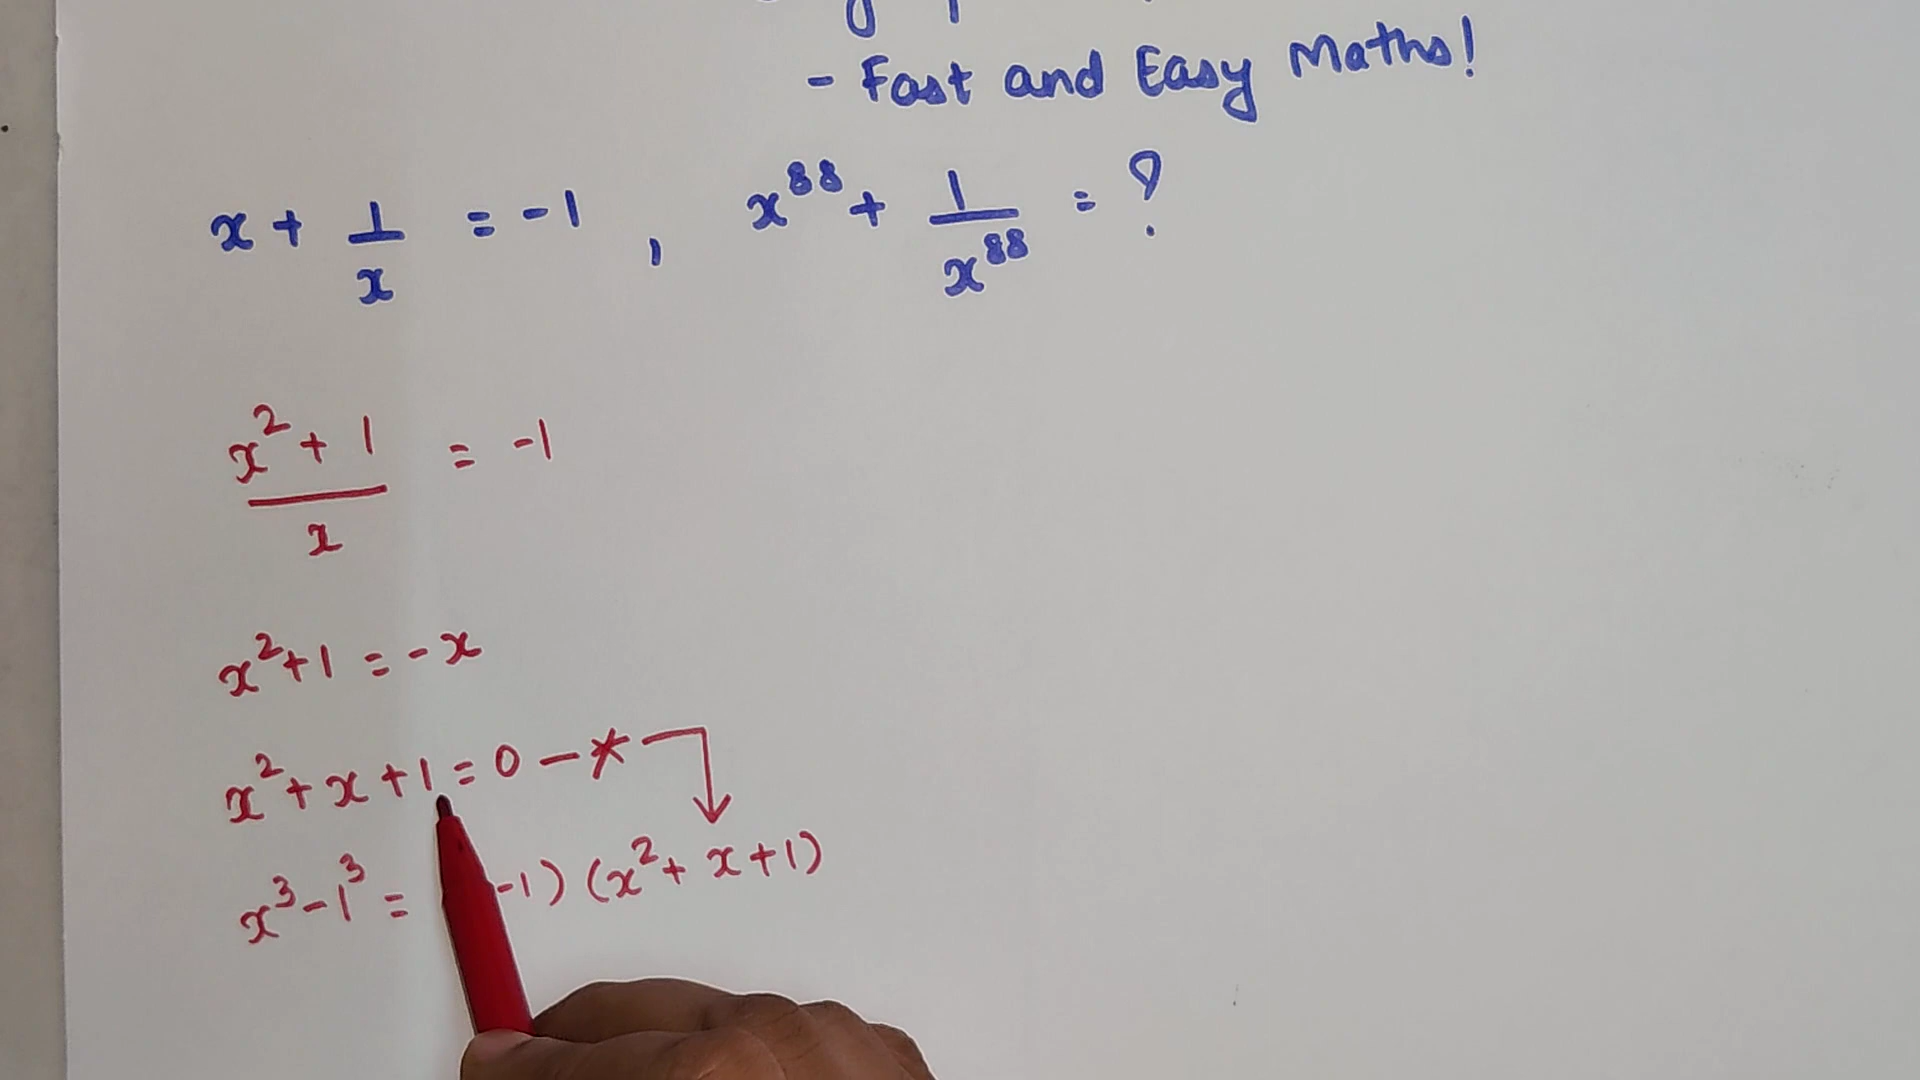 - Fast and Easy Maths!
x + 1/x = -1 , x^88 + 1/x^88 = ?
(x^2 + 1)/x = -1
x^2 + 1 = -x
x^2 + x + 1 = 0 — *
x^3 - 1^3 = -1) (x^2 + x + 1)